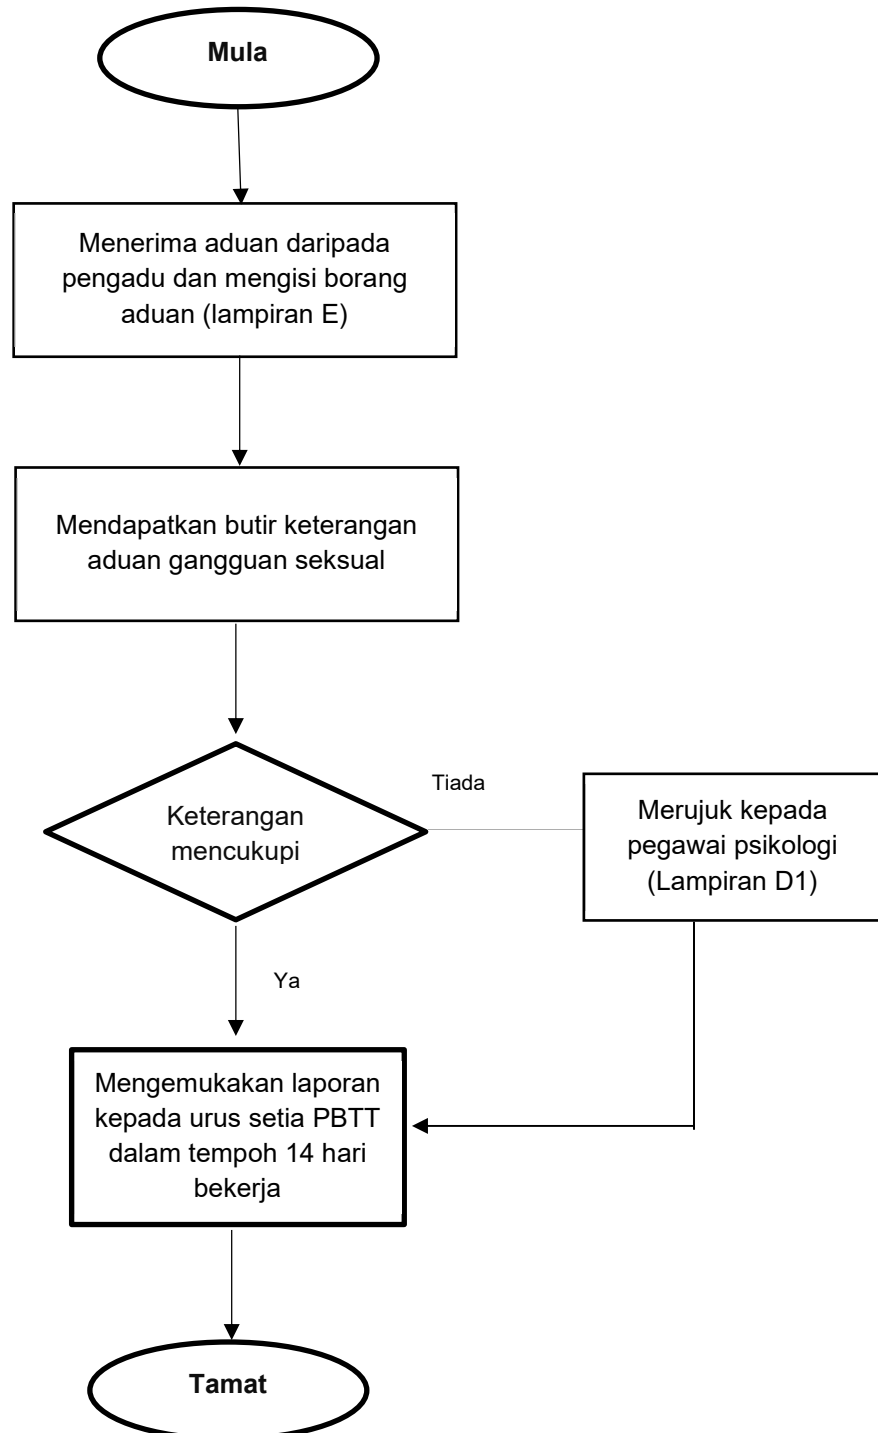 Mula
Menerima aduan daripada
pengadu dan mengisi borang
aduan (lampiran E)
Mendapatkan butir keterangan
aduan gangguan seksual
Keterangan
mencukupi
Tiada
Merujuk kepada
pegawai psikologi
(Lampiran D1)
Ya
Mengemukakan laporan
kepada urus setia PBTT
dalam tempoh 14 hari
bekerja
Tamat